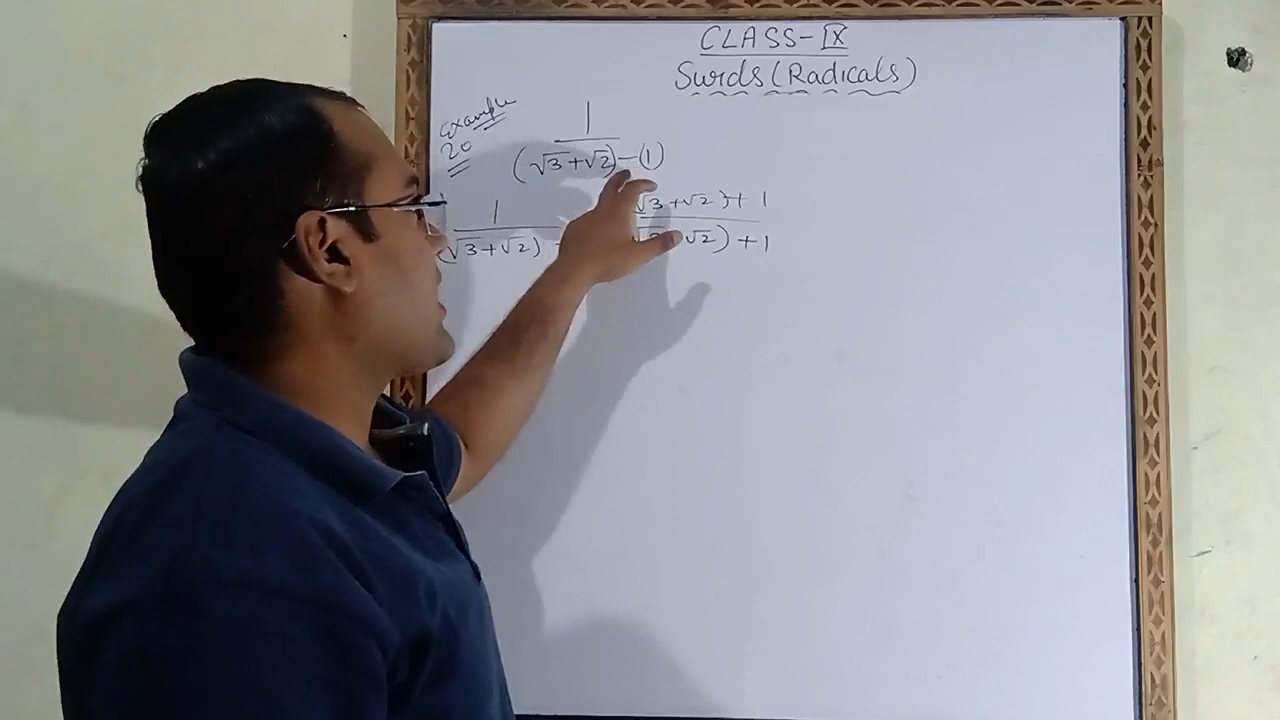 CLASS-IX
Surds (Radicals)
Example
20
1
(√3+√2)-(1)
1 √3+√2)+ 1
(√3+√2) √2) + 1